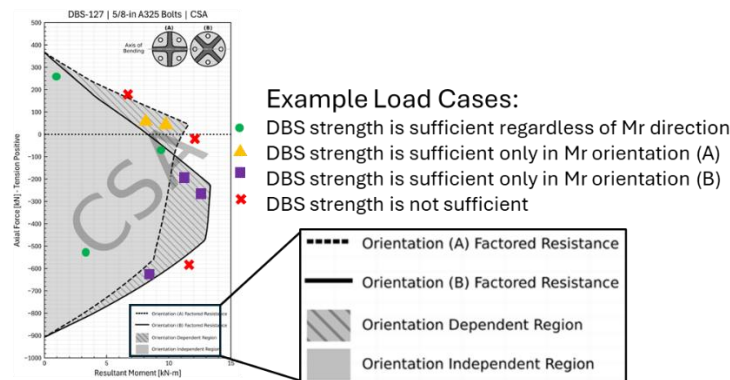 DBS-127 | 5/8-in A325 Bolts | CSA
(A) (B)
Axis of
Bending
500
400
300
200
100
0
−100
−200
−300
−400
−500
−600
−700
−800
−900
−1000
Axial Force [kN] - Tension Positive
0 5 10 15
Resultant Moment [kN-m]
CSA
Orientation (A) Factored Resistance
Orientation (B) Factored Resistance
Orientation Dependent Region
Orientation Independent Region
Example Load Cases:
DBS strength is sufficient regardless of Mr direction
DBS strength is sufficient only in Mr orientation (A)
DBS strength is sufficient only in Mr orientation (B)
DBS strength is not sufficient
Orientation (A) Factored Resistance
Orientation (B) Factored Resistance
Orientation Dependent Region
Orientation Independent Region